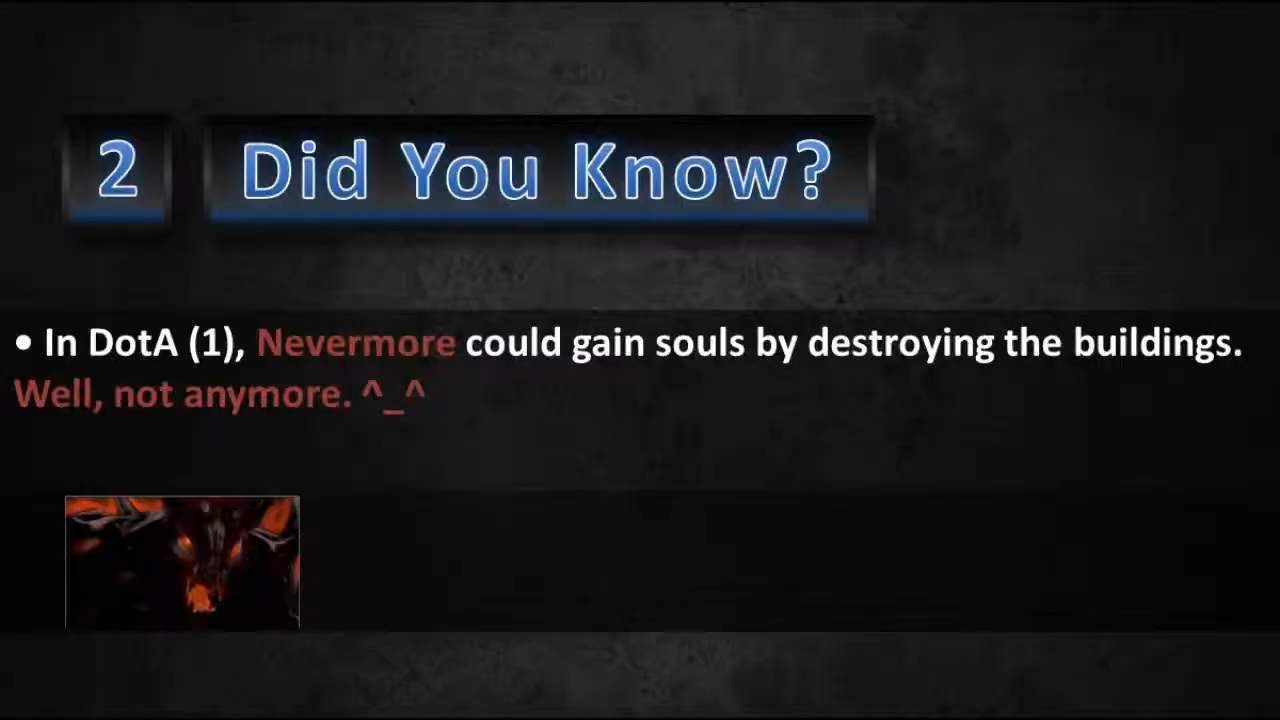 2 Did You Know?
• In DotA (1), Nevermore could gain souls by destroying the buildings.
Well, not anymore. ^_^